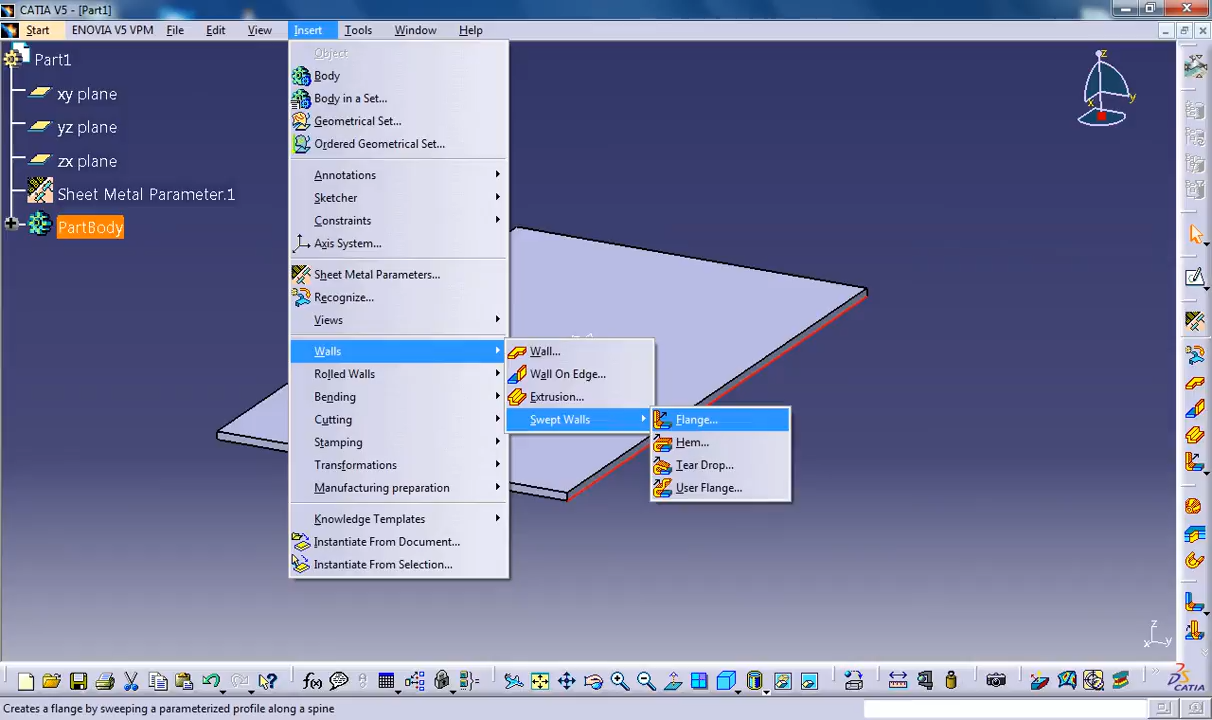 CATIA V5 - [Part1]
Start ENOVIA V5 VPM File Edit View Insert Tools Window Help
Part1
xy plane
yz plane
zx plane
Sheet Metal Parameter.1
PartBody
Object
Body
Body in a Set...
Geometrical Set...
Ordered Geometrical Set...
Annotations
Sketcher
Constraints
Axis System...
Sheet Metal Parameters...
Recognize...
Views
Walls
Rolled Walls
Bending
Cutting
Stamping
Transformations
Manufacturing preparation
Knowledge Templates
Instantiate From Document...
Instantiate From Selection...
Wall...
Wall On Edge...
Extrusion...
Swept Walls
Flange...
Hem...
Tear Drop...
User Flange...
z
y
x
z
x y
f(x)
CATIA
Creates a flange by sweeping a parameterized profile along a spine